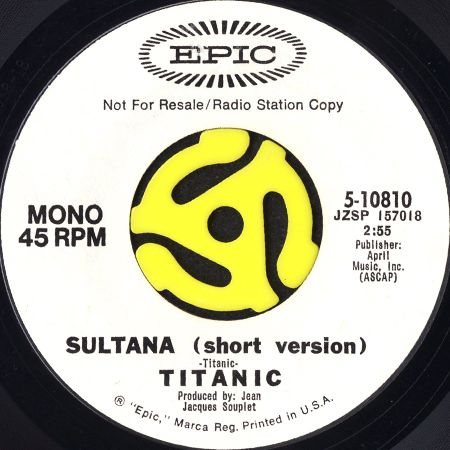 EPIC
Not For Resale/Radio Station Copy
MONO
45 RPM
5-10810
JZSP 157018
2:55
Publisher:
April
Music, Inc.
(ASCAP)
SULTANA (short version)
-Titanic-
TITANIC
Produced by: Jean
Jacques Souplet
® "Epic," Marca Reg. Printed in U.S.A.